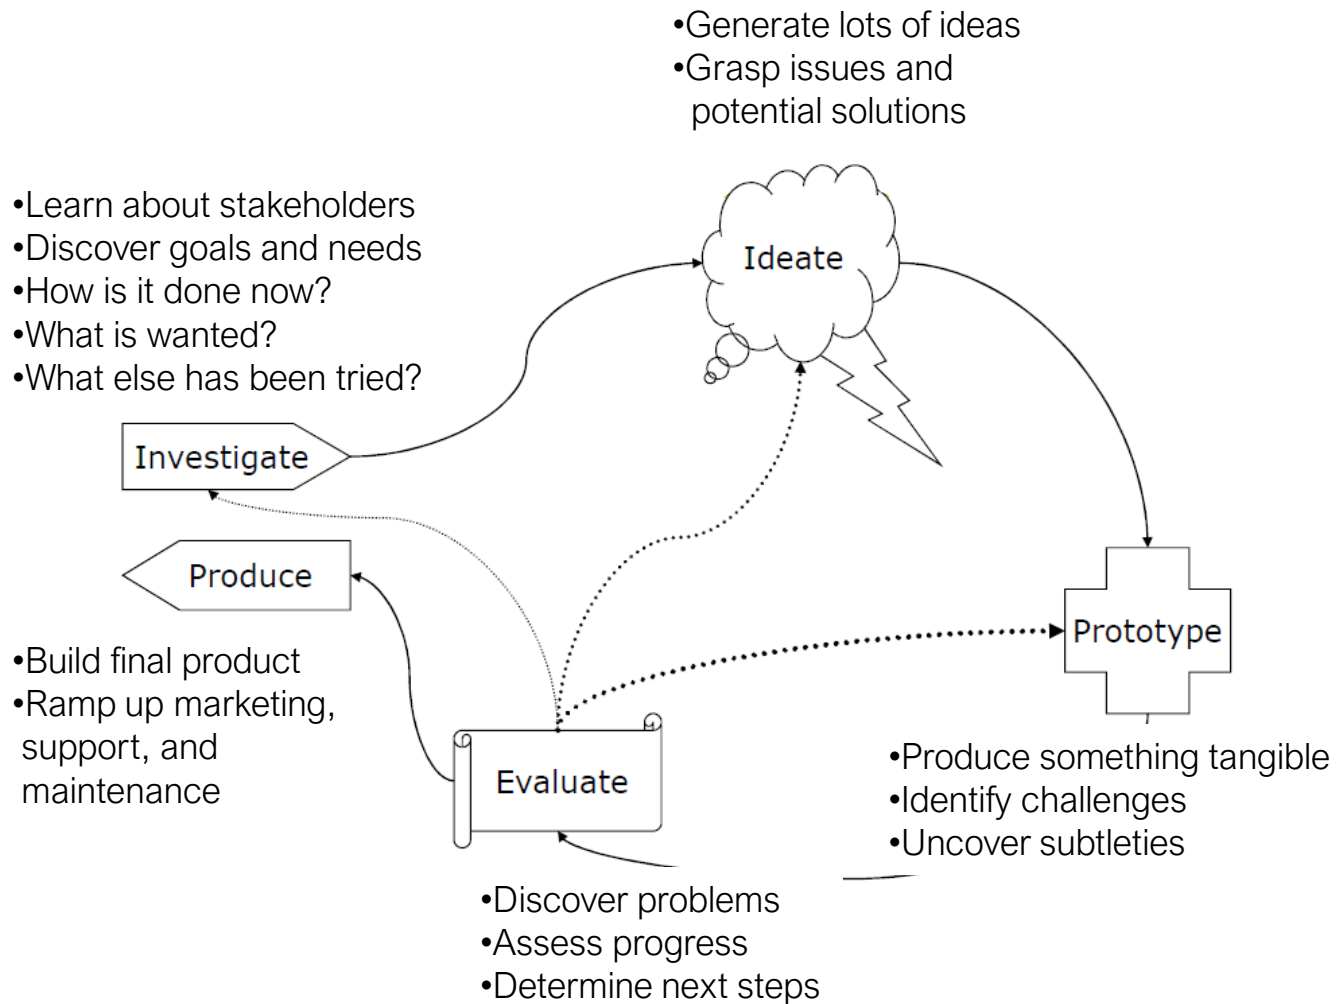 •Generate lots of ideas
•Grasp issues and
potential solutions
•Learn about stakeholders
•Discover goals and needs
•How is it done now?
•What is wanted?
•What else has been tried?
Ideate
Investigate
Produce
Prototype
•Build final product
•Ramp up marketing,
support, and
maintenance
Evaluate
•Produce something tangible
•Identify challenges
•Uncover subtleties
•Discover problems
•Assess progress
•Determine next steps